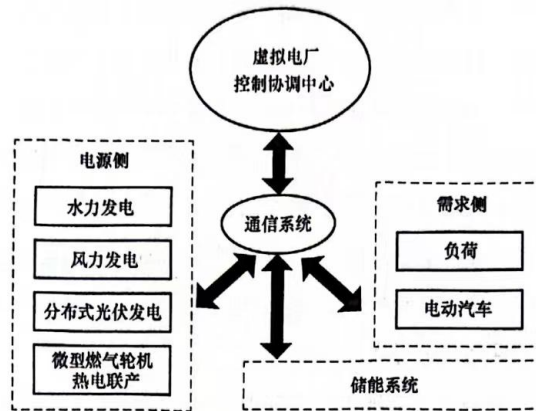 虚拟电厂
控制协调中心
电源侧
水力发电
风力发电
分布式光伏发电
微型燃气轮机
热电联产
通信系统
需求侧
负荷
电动汽车
储能系统